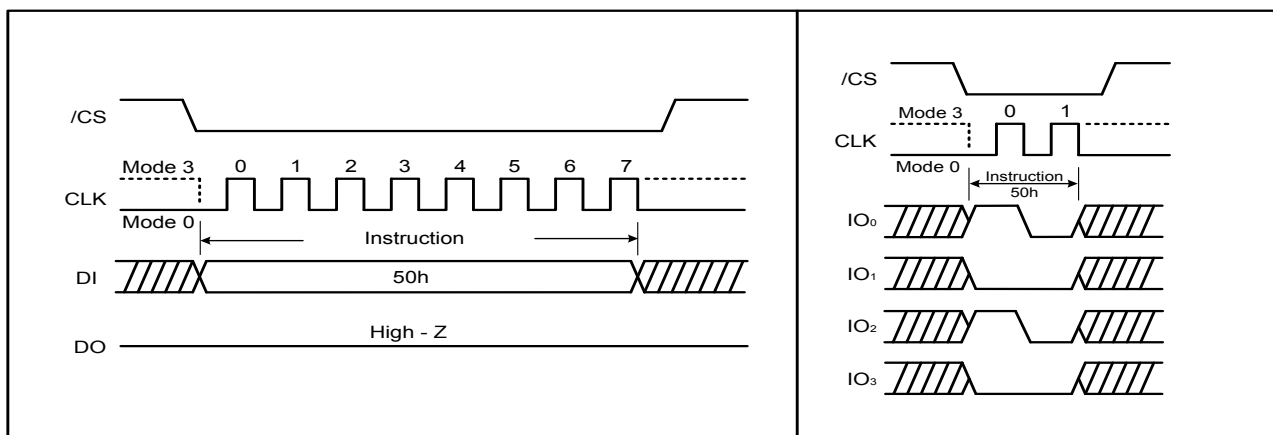 /CS
Mode 3
0 1 2 3 4 5 6 7
CLK
Mode 0
Instruction
DI
50h
High - Z
DO
/CS
Mode 3
0 1
CLK
Mode 0
Instruction
50h
IO₀
IO₁
IO₂
IO₃